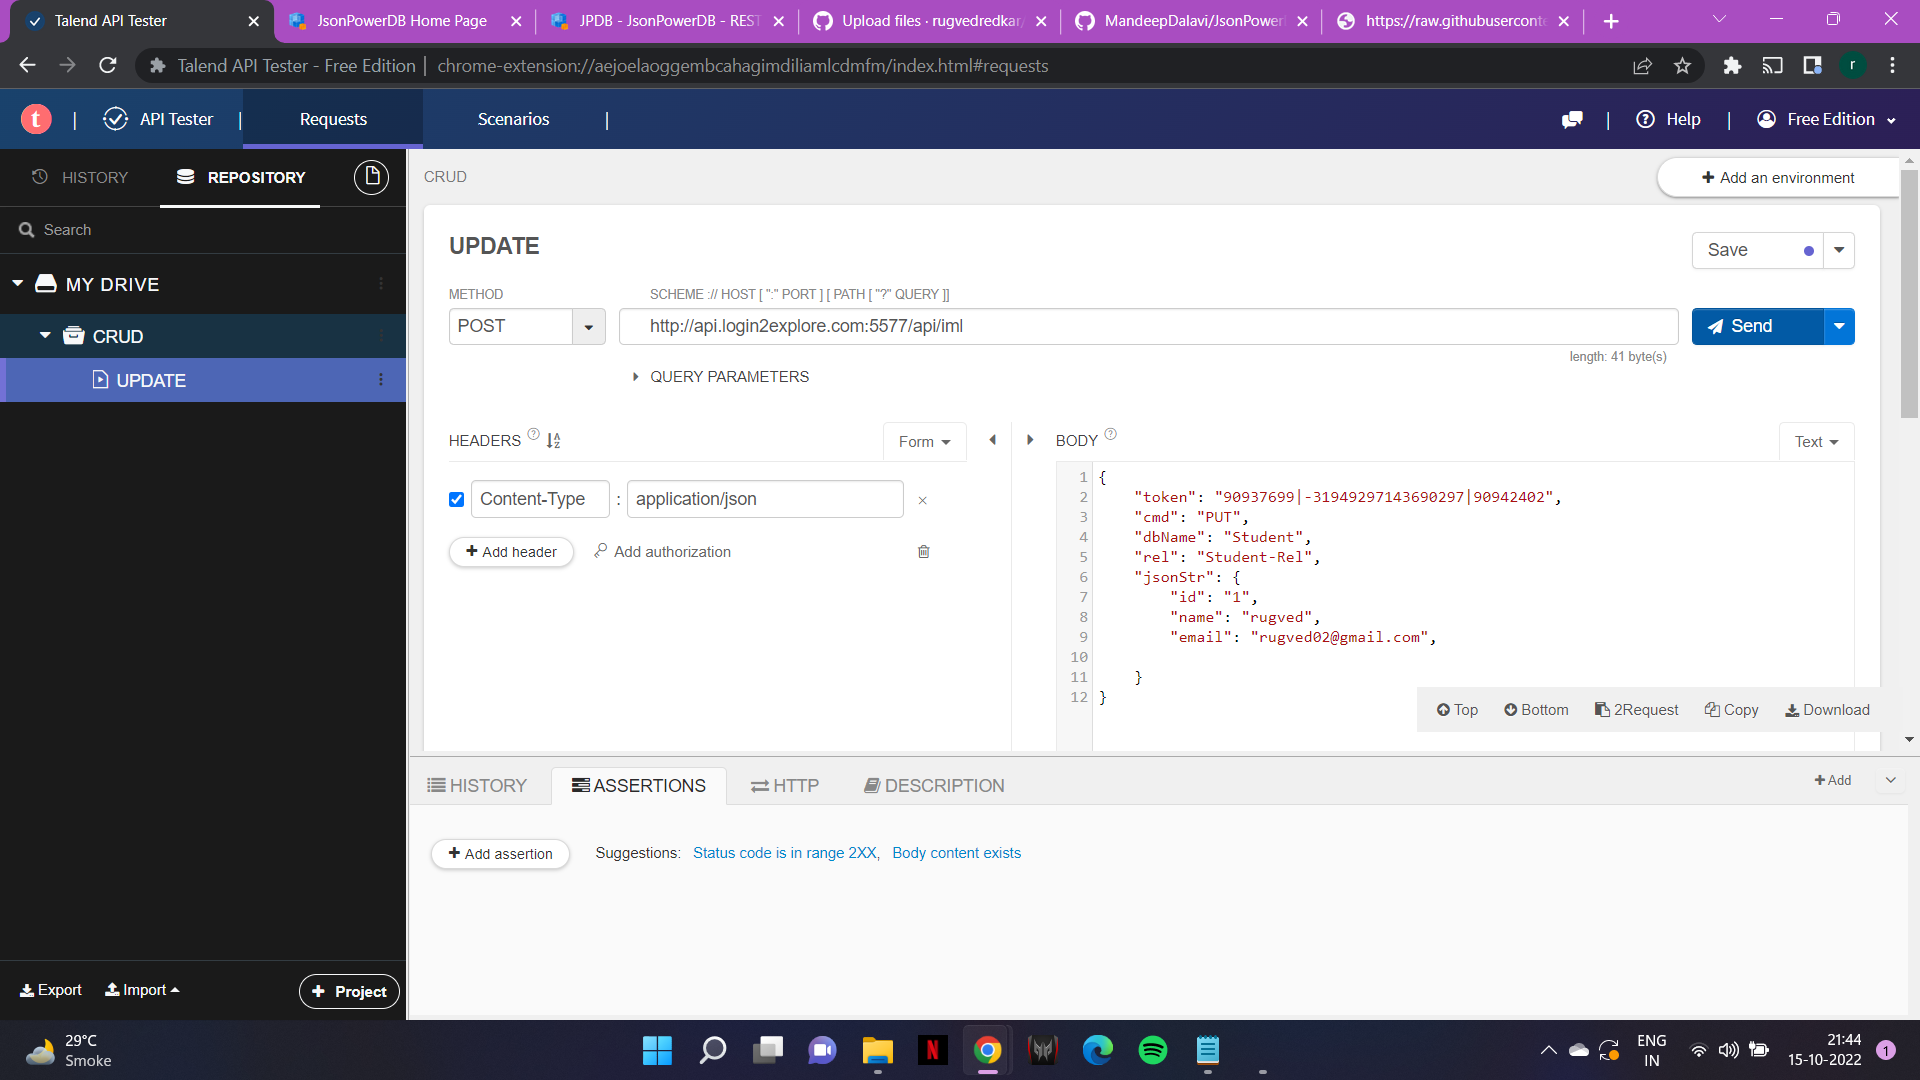 Talend API Tester
JsonPowerDB Home Page
JPDB - JsonPowerDB - REST
Upload files · rugvedredkar/
MandeepDalavi/JsonPower
https://raw.githubuserconte
Talend API Tester - Free Edition | chrome-extension://aejoelaoggembcahagimdiliamlcdmfm/index.html#requests
r
t | API Tester | Requests Scenarios |
| Help | Free Edition
HISTORY REPOSITORY
Search
MY DRIVE
CRUD
UPDATE
Export Import + Project
CRUD
+ Add an environment
UPDATE
Save
METHOD
SCHEME :// HOST [ ":" PORT ] [ PATH [ "?" QUERY ]]
POST
http://api.login2explore.com:5577/api/iml
Send
length: 41 byte(s)
QUERY PARAMETERS
HEADERS ? Form
Content-Type : application/json ×
+ Add header Add authorization
BODY ? Text
1 {
2 "token": "90937699|-31949297143690297|90942402",
3 "cmd": "PUT",
4 "dbName": "Student",
5 "rel": "Student-Rel",
6 "jsonStr": {
7 "id": "1",
8 "name": "rugved",
9 "email": "rugved02@gmail.com",
10
11 }
12 }
Top Bottom 2Request Copy Download
HISTORY ASSERTIONS HTTP DESCRIPTION
+ Add
+ Add assertion Suggestions: Status code is in range 2XX, Body content exists
29°C
Smoke
ENG
IN
21:44
15-10-2022
1